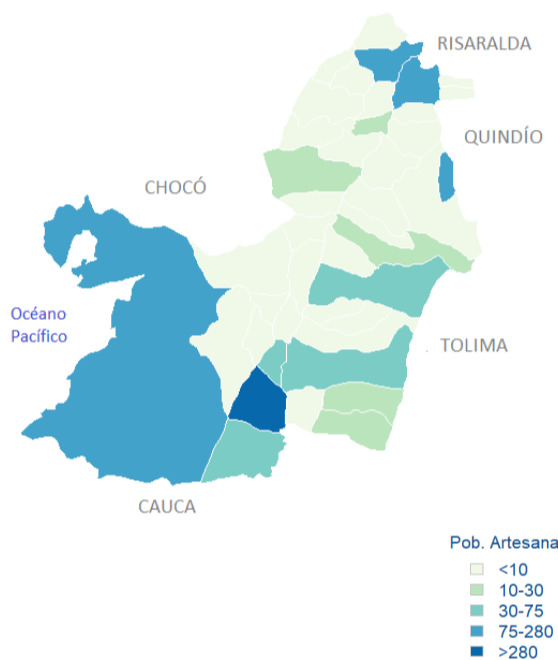 RISARALDA
QUINDÍO
CHOCÓ
Océano
Pacífico
TOLIMA
CAUCA
Pob. Artesana
<10
10-30
30-75
75-280
>280